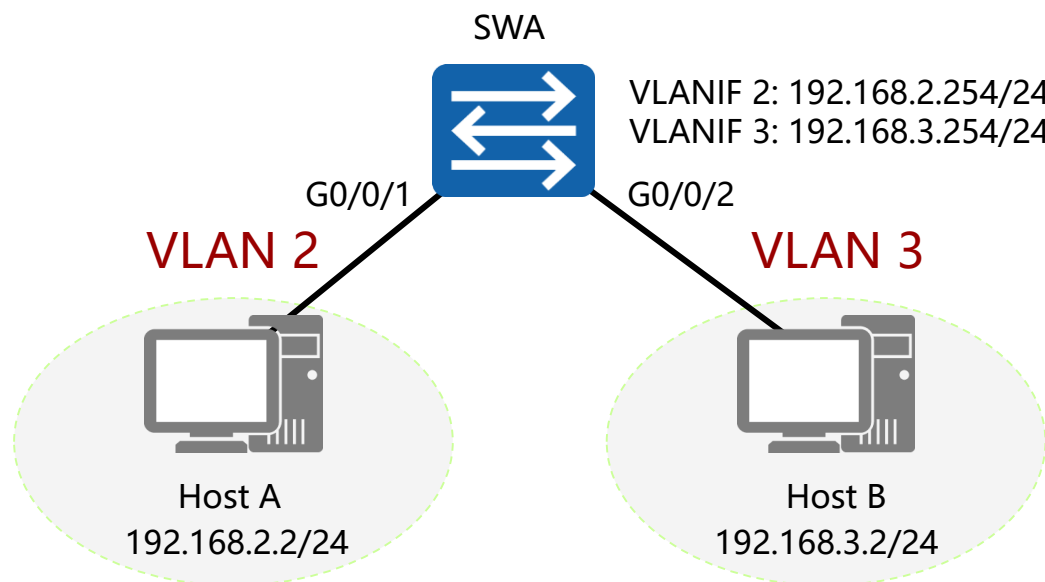 SWA
VLANIF 2: 192.168.2.254/24
VLANIF 3: 192.168.3.254/24
G0/0/1
G0/0/2
VLAN 2
VLAN 3
Host A
192.168.2.2/24
Host B
192.168.3.2/24